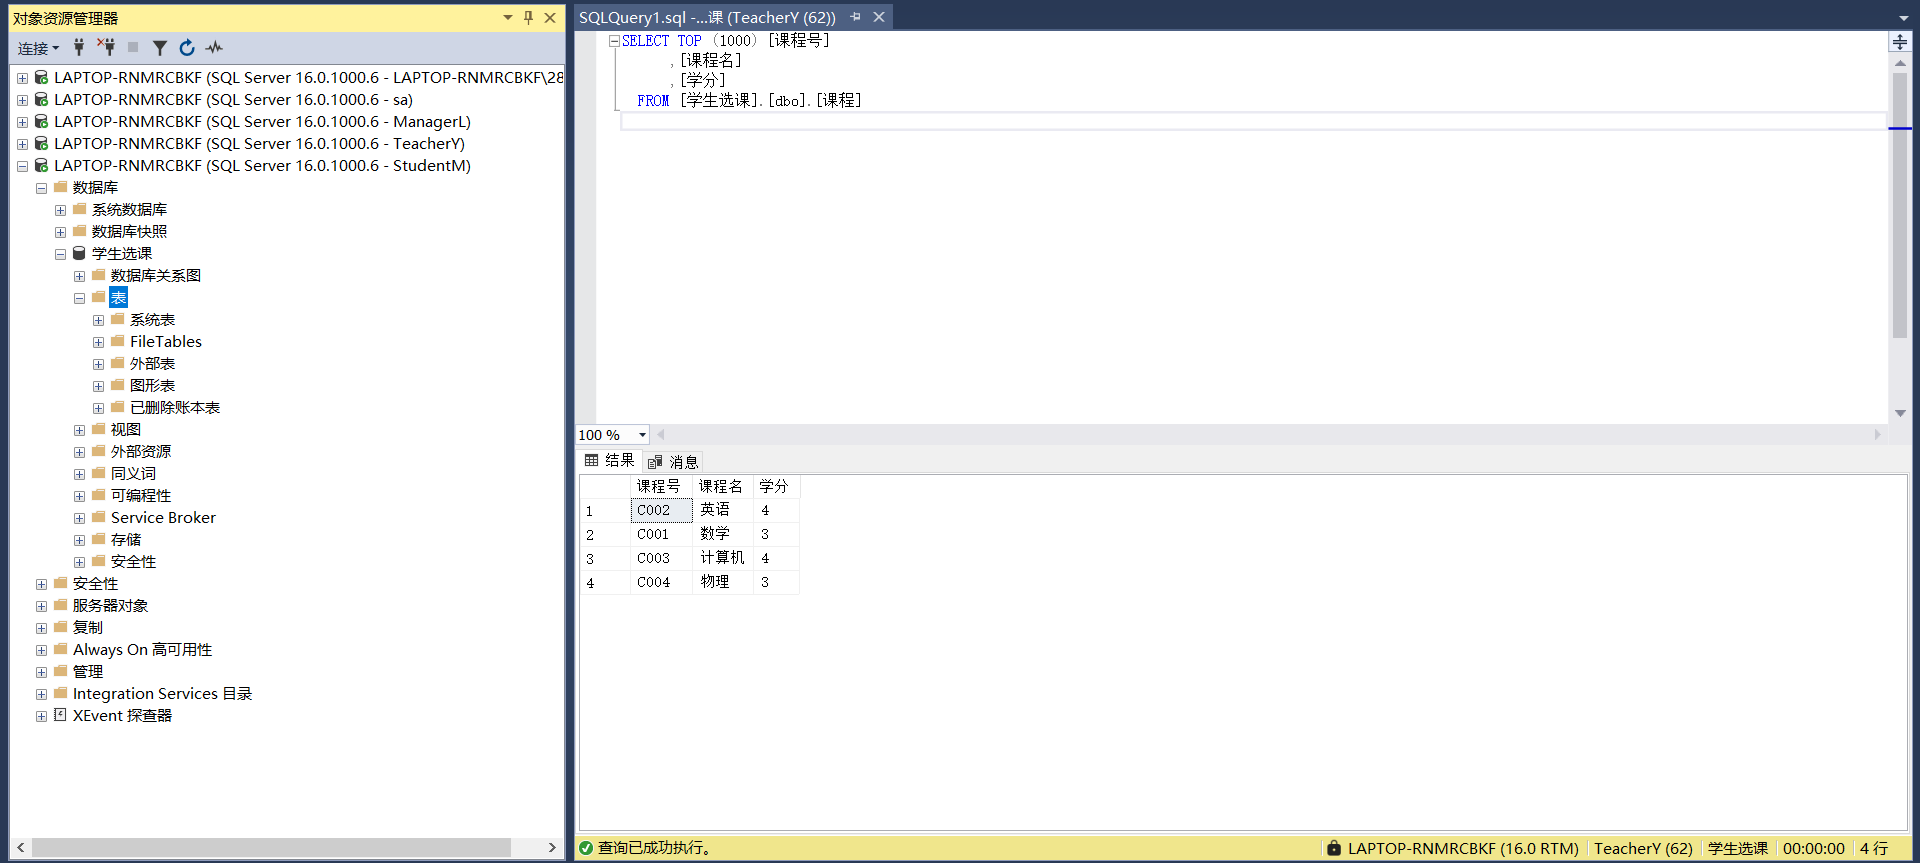 对象资源管理器
连接
LAPTOP-RNMRCBKF (SQL Server 16.0.1000.6 - LAPTOP-RNMRCBKF\28
LAPTOP-RNMRCBKF (SQL Server 16.0.1000.6 - sa)
LAPTOP-RNMRCBKF (SQL Server 16.0.1000.6 - ManagerL)
LAPTOP-RNMRCBKF (SQL Server 16.0.1000.6 - TeacherY)
LAPTOP-RNMRCBKF (SQL Server 16.0.1000.6 - StudentM)
数据库
系统数据库
数据库快照
学生选课
数据库关系图
表
系统表
FileTables
外部表
图形表
已删除账本表
视图
外部资源
同义词
可编程性
Service Broker
存储
安全性
安全性
服务器对象
复制
Always On 高可用性
管理
Integration Services 目录
XEvent 探查器
SQLQuery1.sql -...课 (TeacherY (62))
SELECT TOP (1000) [课程号]
,[课程名]
,[学分]
FROM [学生选课].[dbo].[课程]
100 %
结果 消息
课程号 课程名 学分
1 C002 英语 4
2 C001 数学 3
3 C003 计算机 4
4 C004 物理 3
查询已成功执行。 LAPTOP-RNMRCBKF (16.0 RTM) TeacherY (62) 学生选课 00:00:00 4 行